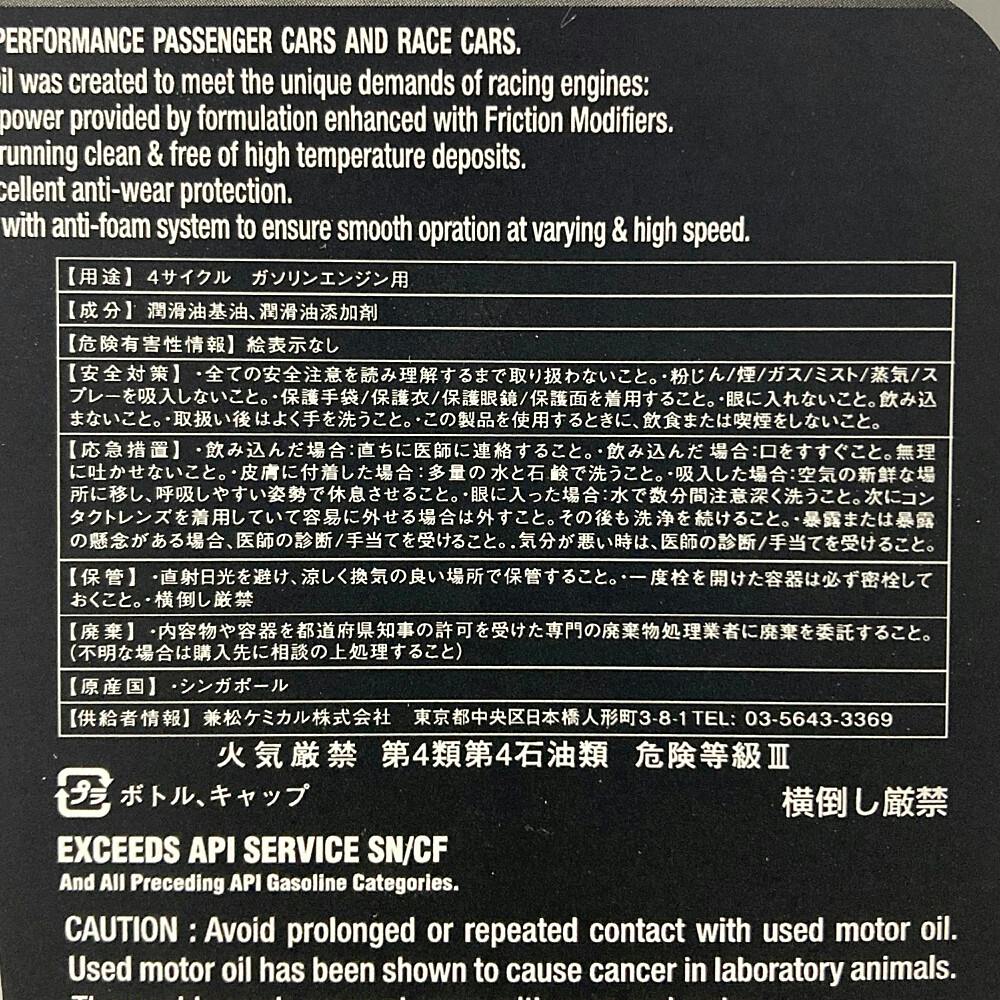 PERFORMANCE PASSENGER CARS AND RACE CARS.
oil was created to meet the unique demands of racing engines:
power provided by formulation enhanced with Friction Modifiers.
running clean & free of high temperature deposits.
cellent anti-wear protection.
with anti-foam system to ensure smooth opration at varying & high speed.
【用途】 4サイクル ガソリンエンジン用
【成分】 潤滑油基油、潤滑油添加剤
【危険有害性情報】 絵表示なし
【安全対策】 ・全ての安全注意を読み理解するまで取り扱わないこと。・粉じん/煙/ガス/ミスト/蒸気/ス
プレーを吸入しないこと。・保護手袋/保護衣/保護眼鏡/保護面を着用すること。・眼に入れないこと。飲み込
まないこと。・取扱い後はよく手を洗うこと。・この製品を使用するときに、飲食または喫煙をしないこと。
【応急措置】 ・飲み込んだ場合:直ちに医師に連絡すること。・飲み込んだ場合:口をすすぐこと。無理
に吐かせないこと。・皮膚に付着した場合:多量の水と石鹸で洗うこと。・吸入した場合:空気の新鮮な場
所に移し、呼吸しやすい姿勢で休息させること。・眼に入った場合:水で数分間注意深く洗うこと。次にコン
タクトレンズを着用していて容易に外せる場合は外すこと。その後も洗浄を続けること。・暴露または暴露
の懸念がある場合、医師の診断/手当てを受けること。・気分が悪い時は、医師の診断/手当てを受けること。
【保管】 ・直射日光を避け、涼しく換気の良い場所で保管すること。・一度栓を開けた容器は必ず密栓して
おくこと。・横倒し厳禁
【廃棄】 ・内容物や容器を都道府県知事の許可を受けた専門の廃棄物処理業者に廃棄を委託すること。
(不明な場合は購入先に相談の上処理すること)
【原産国】 ・シンガポール
【供給者情報】 兼松ケミカル株式会社 東京都中央区日本橋人形町3-8-1 TEL: 03-5643-3369
火気厳禁 第4類第4石油類 危険等級Ⅲ
プラ ボトル、キャップ
横倒し厳禁
EXCEEDS API SERVICE SN/CF
And All Preceding API Gasoline Categories.
CAUTION : Avoid prolonged or repeated contact with used motor oil.
Used motor oil has been shown to cause cancer in laboratory animals.